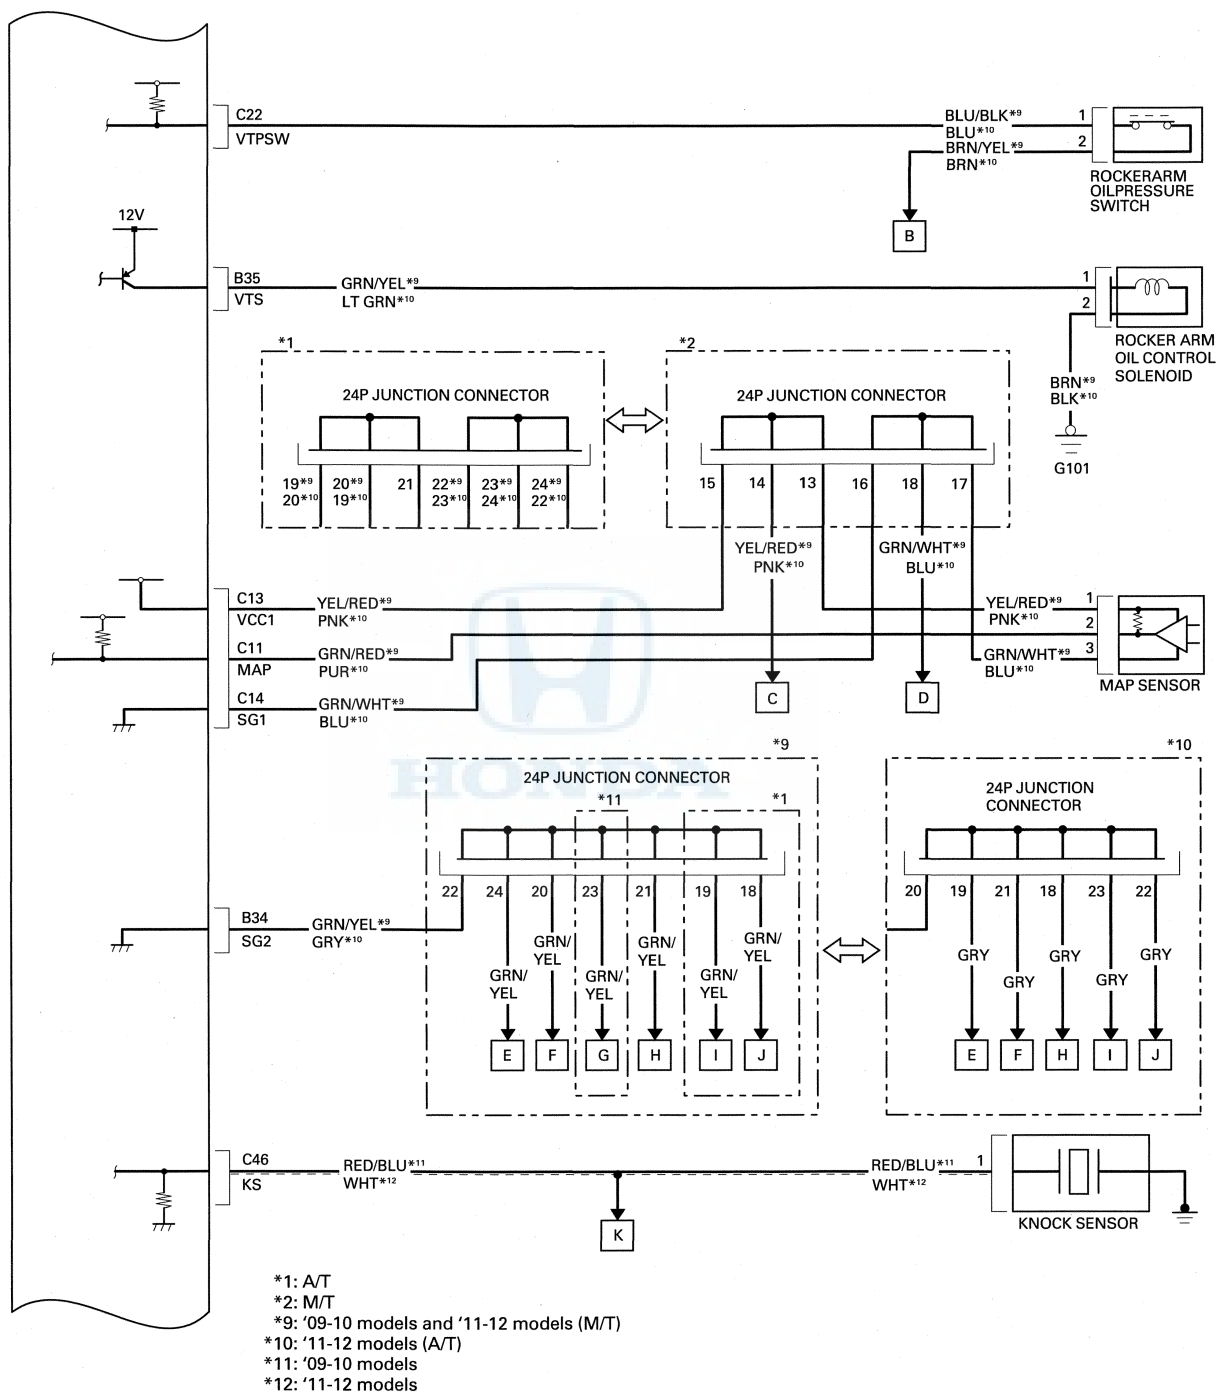 C22
VTPSW
BLU/BLK*9
BLU*10
BRN/YEL*9
BRN*10
1
2
ROCKERARM
OILPRESSURE
SWITCH
B
12V
B35
VTS
GRN/YEL*9
LT GRN*10
1
2
ROCKER ARM
OIL CONTROL
SOLENOID
BRN*9
BLK*10
G101
*1
24P JUNCTION CONNECTOR
19*9 20*9 21 22*9 23*9 24*9
20*10 19*10 23*10 24*10 22*10
*2
24P JUNCTION CONNECTOR
15 14 13 16 18 17
YEL/RED*9
PNK*10
GRN/WHT*9
BLU*10
C13
VCC1
YEL/RED*9
PNK*10
YEL/RED*9
PNK*10
1
2
3
C11
MAP
GRN/RED*9
PUR*10
GRN/WHT*9
BLU*10
MAP SENSOR
C14
SG1
GRN/WHT*9
BLU*10
C
D
HONDA
*9
24P JUNCTION CONNECTOR
*11
*1
22 24 20 23 21 19 18
*10
24P JUNCTION
CONNECTOR
20 19 21 18 23 22
B34
SG2
GRN/YEL*9
GRY*10
GRN/
YEL
GRN/
YEL
GRN/
YEL
GRN/
YEL
GRN/
YEL
GRN/
YEL
E F G H I J
GRY GRY GRY GRY GRY
E F H I J
C46
KS
RED/BLU*11
WHT*12
RED/BLU*11
WHT*12
1
K
KNOCK SENSOR
*1: A/T
*2: M/T
*9: '09-10 models and '11-12 models (M/T)
*10: '11-12 models (A/T)
*11: '09-10 models
*12: '11-12 models